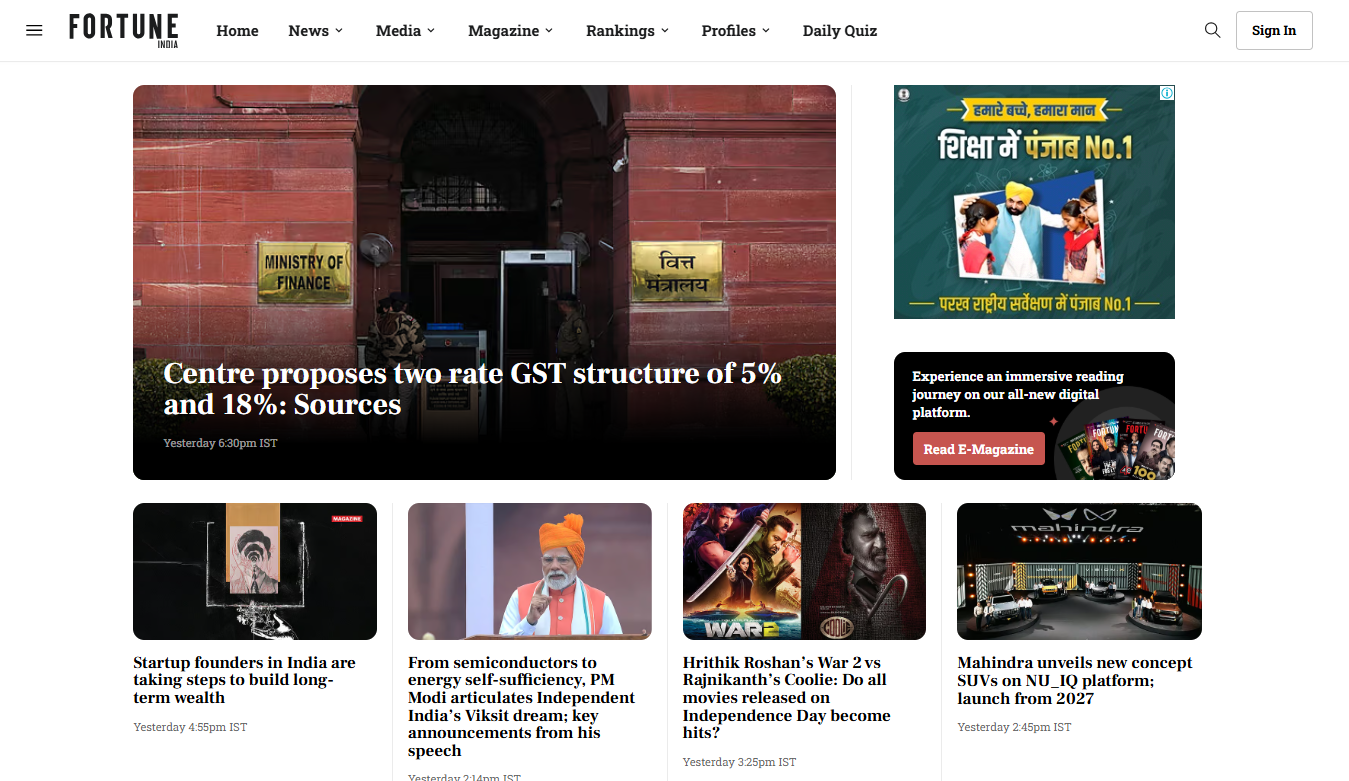 FORTUNE
INDIA
Home
News
Media
Magazine
Rankings
Profiles
Daily Quiz
Sign In
MINISTRY OF
FINANCE
वित्त
मंत्रालय
Centre proposes two rate GST structure of 5%
and 18%: Sources
Yesterday 6:30pm IST
हमारे बच्चे, हमारा मान
शिक्षा में पंजाब No.1
परख राष्ट्रीय सर्वेक्षण में पंजाब No.1
Experience an immersive reading
journey on our all-new digital
platform.
Read E-Magazine
100
MAGAZINE
Startup founders in India are
taking steps to build long-
term wealth
Yesterday 4:55pm IST
From semiconductors to
energy self-sufficiency, PM
Modi articulates Independent
India’s Viksit dream; key
announcements from his
speech
Yesterday 2:14pm IST
WAR 2
COOLIE
Hrithik Roshan’s War 2 vs
Rajnikanth’s Coolie: Do all
movies released on
Independence Day become
hits?
Yesterday 3:25pm IST
mahindra
Mahindra unveils new concept
SUVs on NU_IQ platform;
launch from 2027
Yesterday 2:45pm IST